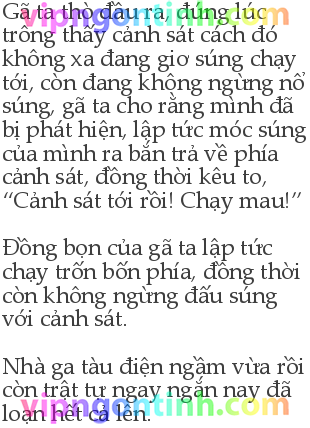 Gã ta thò đầu ra, đúng lúc
trông thấy cảnh sát cách đó
không xa đang giơ súng chạy
tới, còn đang không ngừng nổ
súng, gã ta cho rằng mình đã
bị phát hiện, lập tức móc súng
của mình ra bắn trả về phía
cảnh sát, đồng thời kêu to,
“Cảnh sát tới rồi! Chạy mau!”

Đồng bọn của gã ta lập tức
chạy trốn bốn phía, đồng thời
còn không ngừng đấu súng
với cảnh sát.

Nhà ga tàu điện ngầm vừa rồi
còn trật tự ngay ngắn nay đã
loạn hết cả lên.
vipngontinh.com
vipngontinh.com